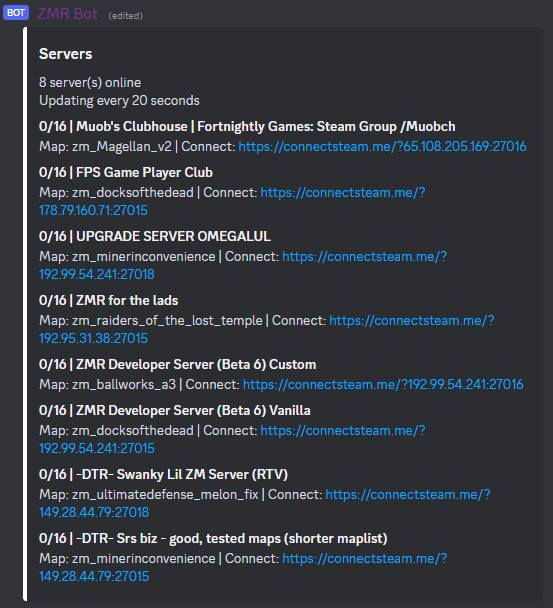 BOT ZMR Bot (edited)
Servers
8 server(s) online
Updating every 20 seconds
0/16 | Muob's Clubhouse | Fortnightly Games: Steam Group /Muobch
Map: zm_Magellan_v2 | Connect: https://connectsteam.me/?65.108.205.169:27016
0/16 | FPS Game Player Club
Map: zm_docksofthedead | Connect: https://connectsteam.me/?
178.79.160.71:27015
0/16 | UPGRADE SERVER OMEGALUL
Map: zm_minerinconvenience | Connect: https://connectsteam.me/?
192.99.54.241:27018
0/16 | ZMR for the lads
Map: zm_raiders_of_the_lost_temple | Connect: https://connectsteam.me/?
192.95.31.38:27015
0/16 | ZMR Developer Server (Beta 6) Custom
Map: zm_ballworks_a3 | Connect: https://connectsteam.me/?192.99.54.241:27016
0/16 | ZMR Developer Server (Beta 6) Vanilla
Map: zm_docksofthedead | Connect: https://connectsteam.me/?
192.99.54.241:27015
0/16 | -DTR- Swanky Lil ZM Server (RTV)
Map: zm_ultimatedefense_melon_fix | Connect: https://connectsteam.me/?
149.28.44.79:27018
0/16 | -DTR- Srs biz - good, tested maps (shorter maplist)
Map: zm_minerinconvenience | Connect: https://connectsteam.me/?
149.28.44.79:27015